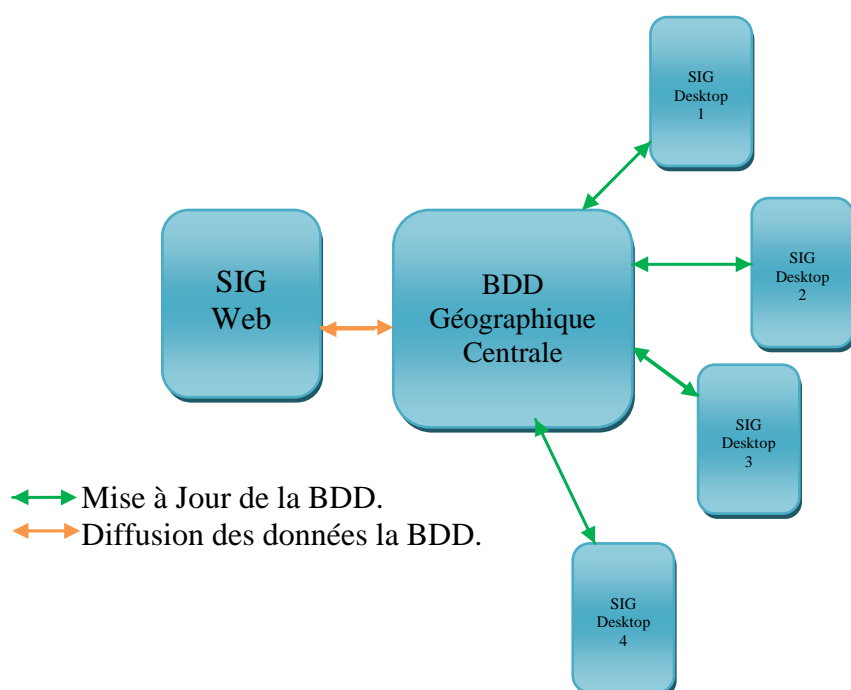 SIG
Desktop
1
SIG
Web
BDD
Géographique
Centrale
SIG
Desktop
2
SIG
Desktop
3
Mise à Jour de la BDD.
Diffusion des données la BDD.
SIG
Desktop
4